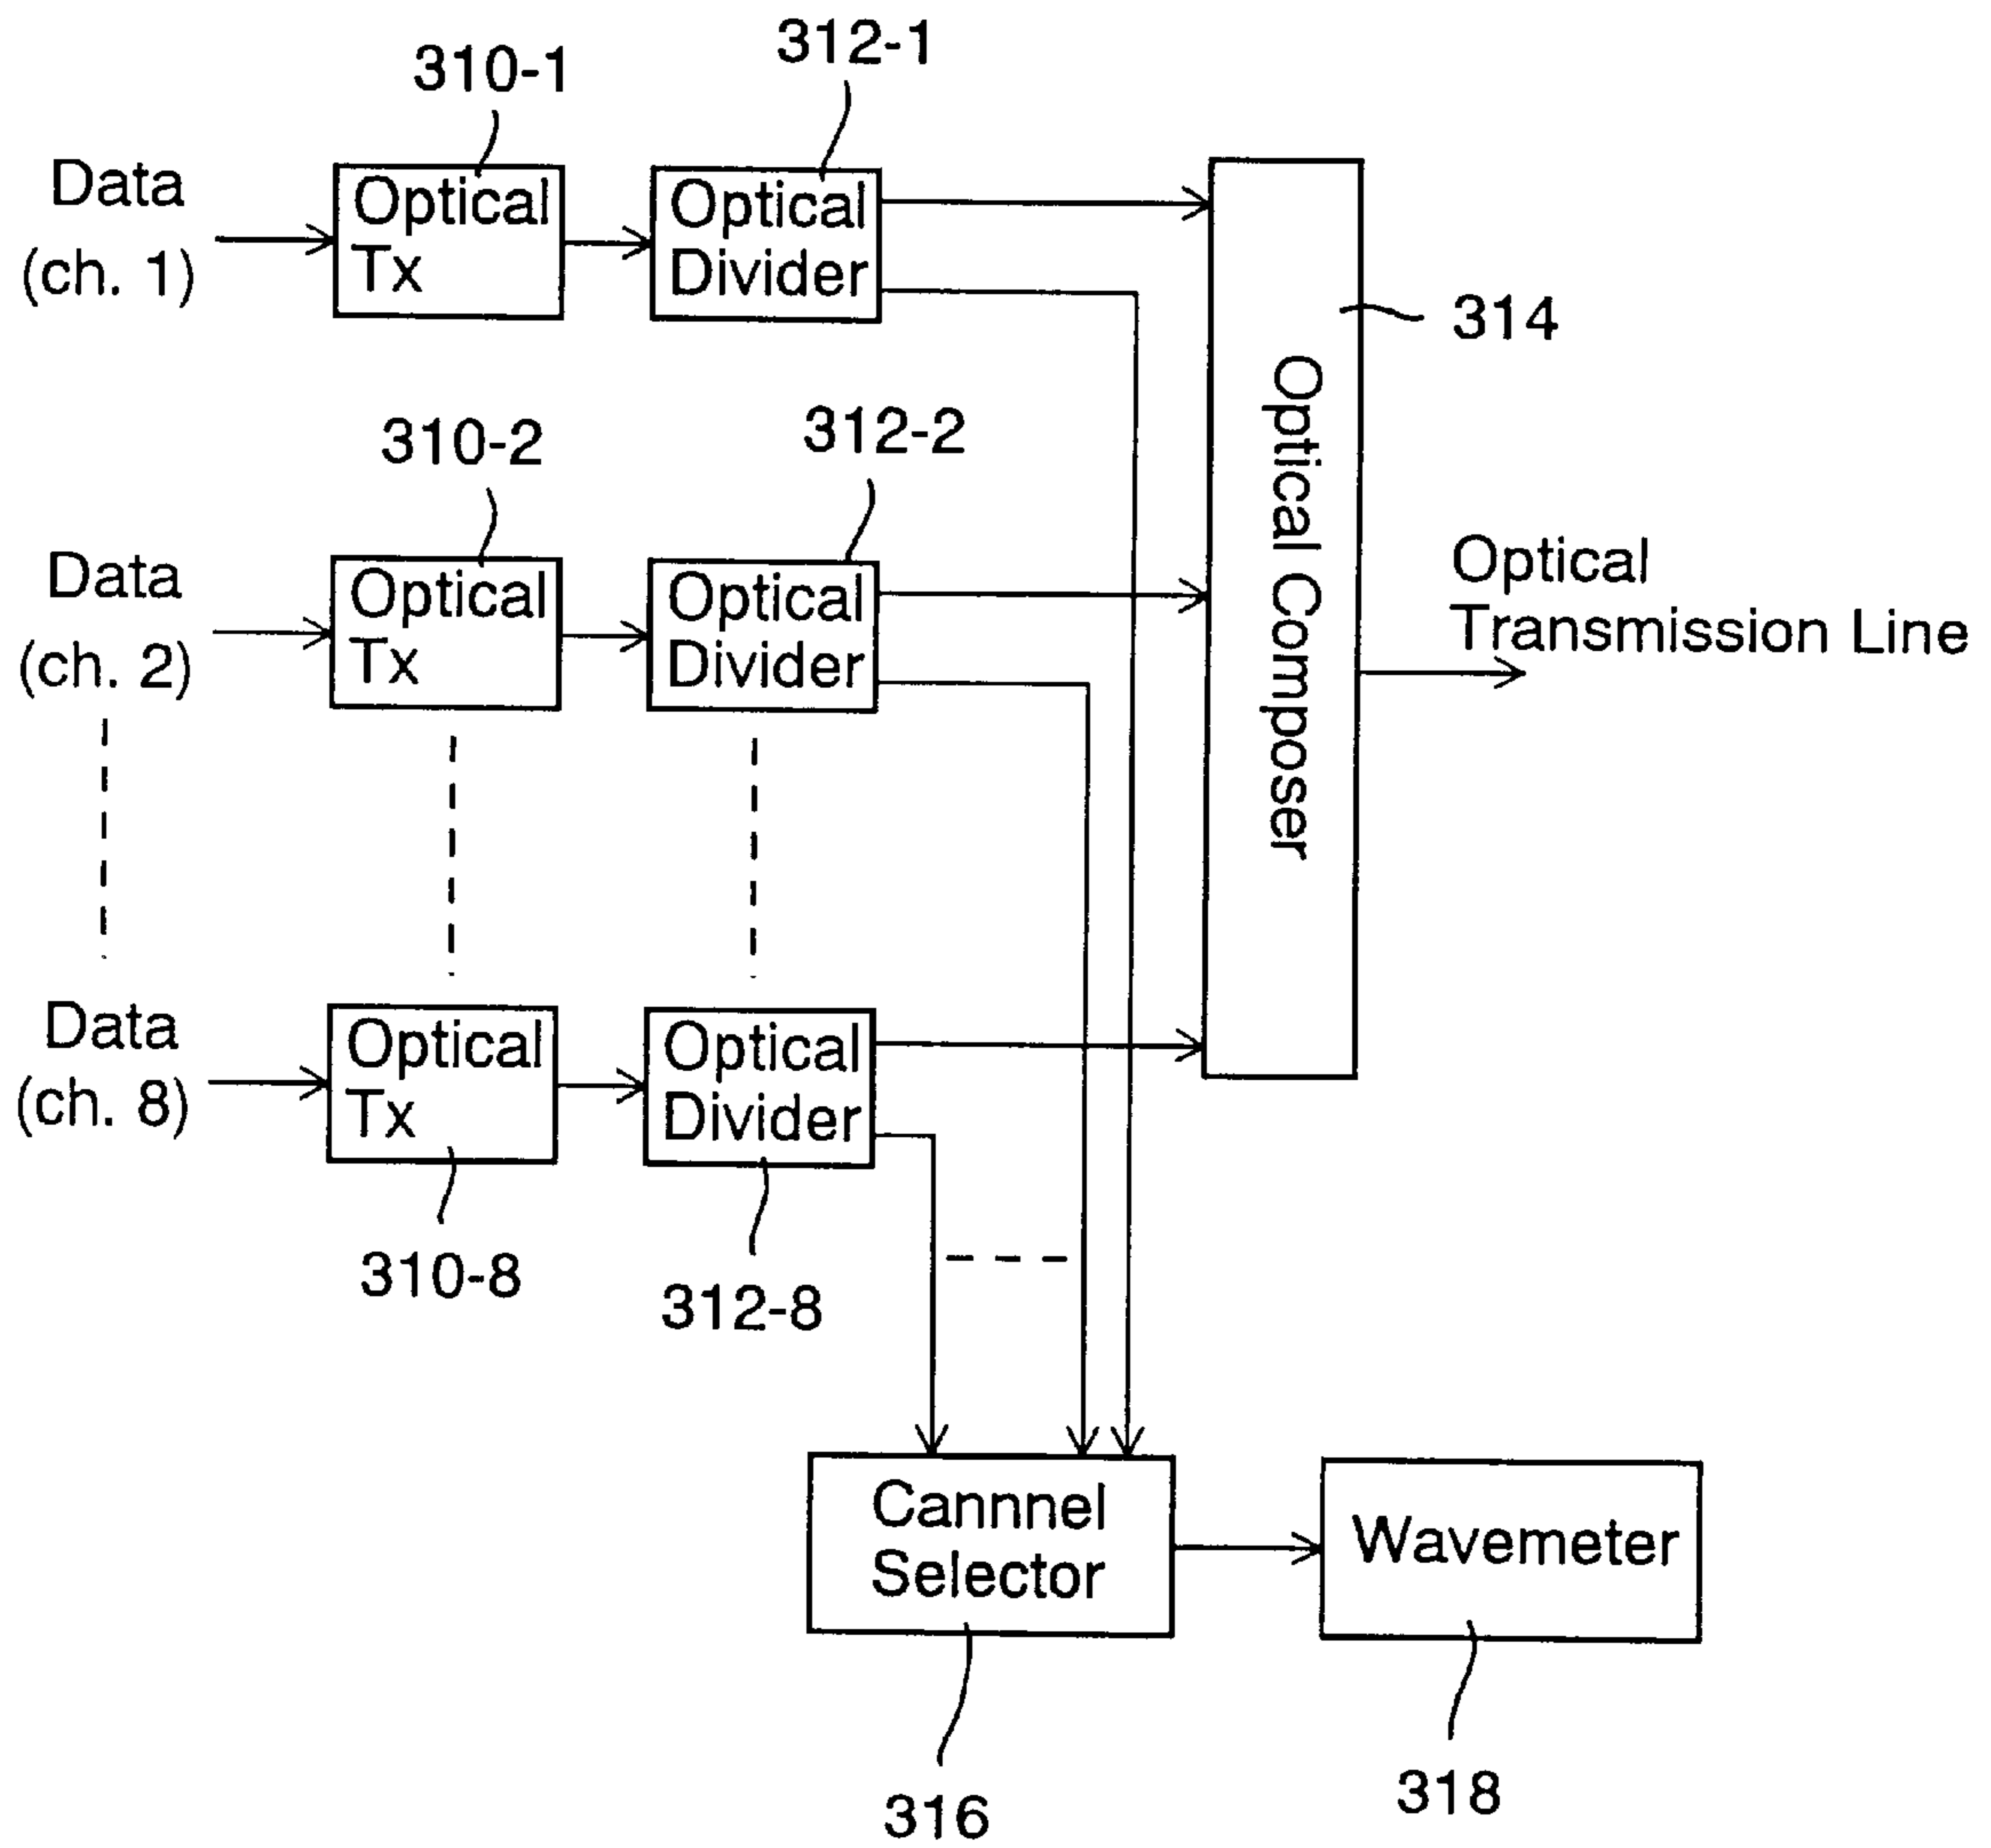 310-1
312-1
Data
(ch. 1)
Optical
Tx
Optical
Divider
314
310-2
312-2
Data
(ch. 2)
Optical
Tx
Optical
Divider
Optical Composer
Optical
Transmission Line
Data
(ch. 8)
Optical
Tx
Optical
Divider
310-8
312-8
Cannnel
Selector
Wavemeter
316
318